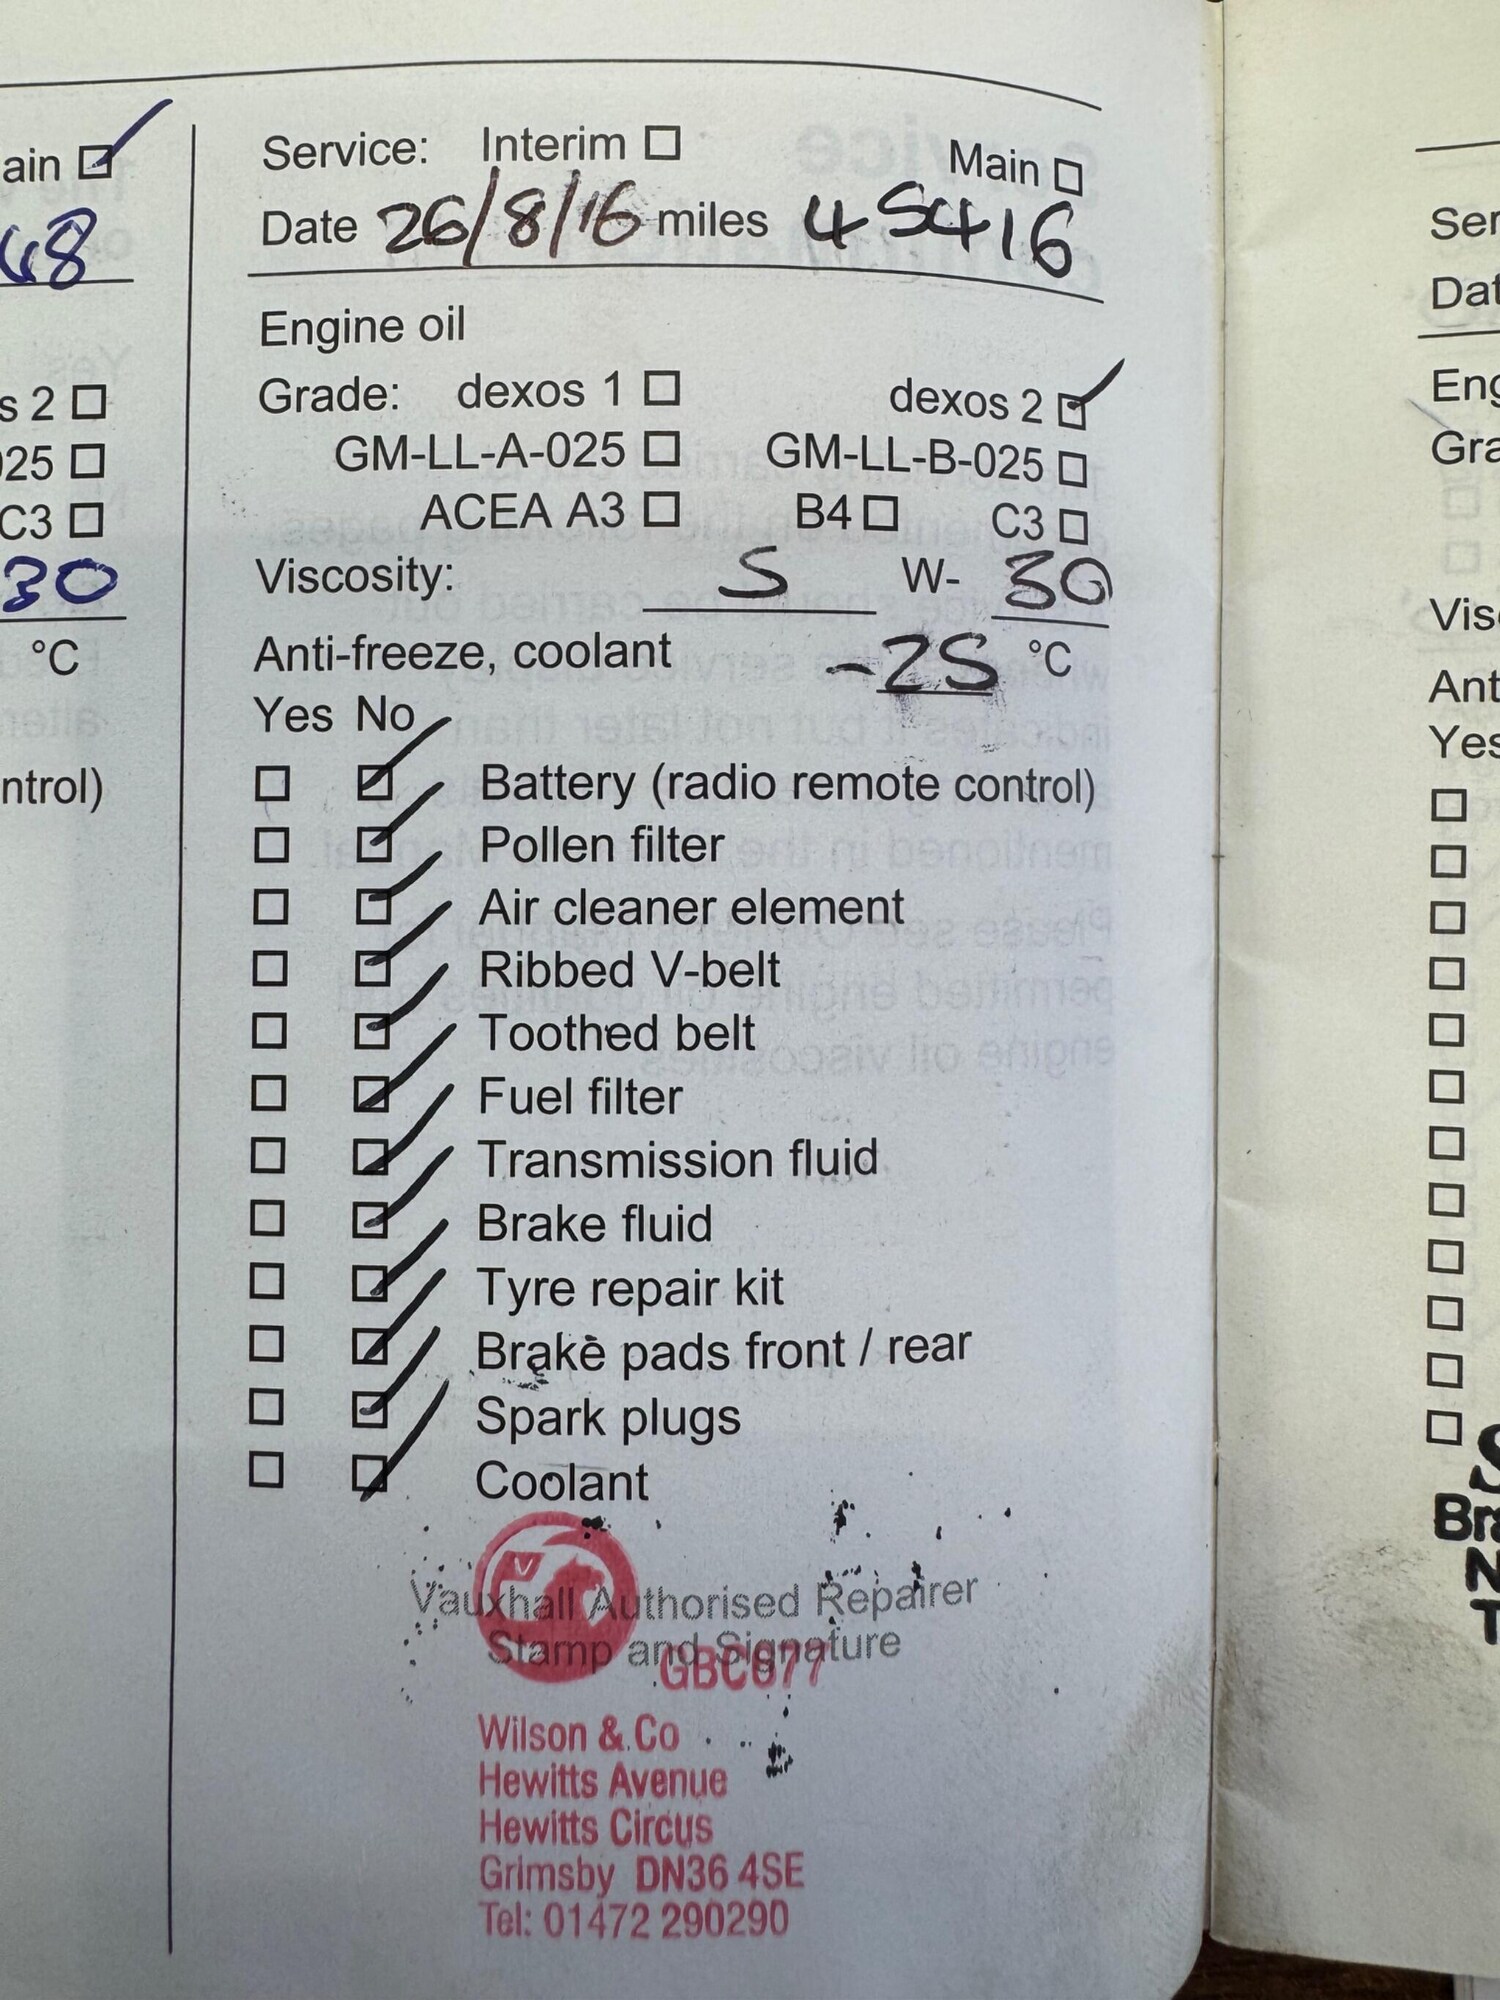 ain
48
s 2
025
C3
30
°C
ntrol)
Service: Interim Main
Date 26/8/16 miles 45416
Engine oil
Grade: dexos 1 dexos 2
GM-LL-A-025 GM-LL-B-025
ACEA A3 B4 C3
Viscosity: 5 W- 30
Anti-freeze, coolant -25 °C
Yes No
Battery (radio remote control)
Pollen filter
Air cleaner element
Ribbed V-belt
Toothed belt
Fuel filter
Transmission fluid
Brake fluid
Tyre repair kit
Brake pads front / rear
Spark plugs
Coolant
Vauxhall Authorised Repairer
Stamp and Signature
GBC977
Wilson & Co
Hewitts Avenue
Hewitts Circus
Grimsby DN36 4SE
Tel: 01472 290290
Ser
Dat
Eng
Gra
Visc
Ant
Yes
S
Bra
N
T